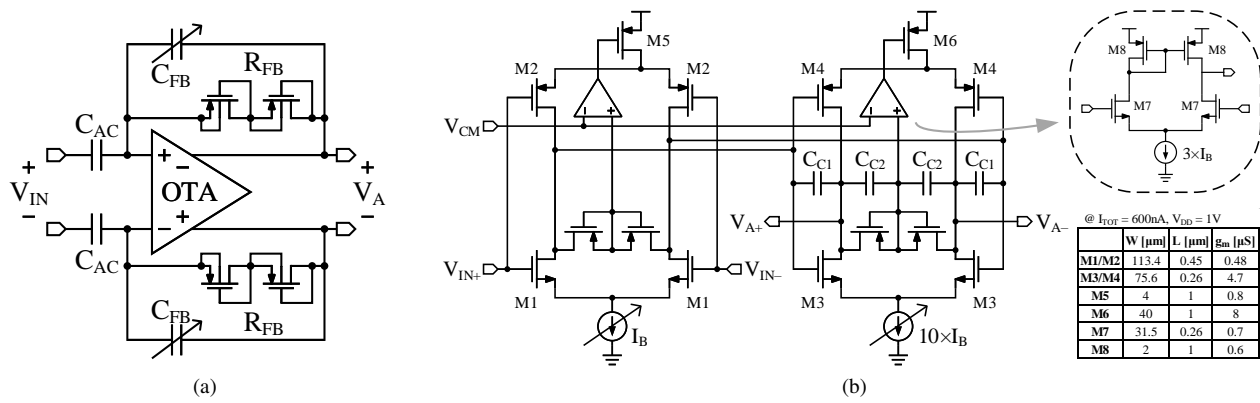 C_FB
R_FB
C_AC
+
V_IN
−
+
−
OTA
+
−
+
V_A
−
C_AC
C_FB
R_FB
(a)
M5
M2
M2
V_CM
−
+
V_IN+
V_IN−
M1
M1
I_B
M6
M4
M4
−
+
C_C1
C_C2
C_C2
C_C1
V_A+
V_A−
M3
M3
10×I_B
(b)
M8
M8
M7
M7
3×I_B
@ I_TOT = 600nA, V_DD = 1V
W [µm] L [µm] g_m [µS]
M1/M2 113.4 0.45 0.48
M3/M4 75.6 0.26 4.7
M5 4 1 0.8
M6 40 1 8
M7 31.5 0.26 0.7
M8 2 1 0.6